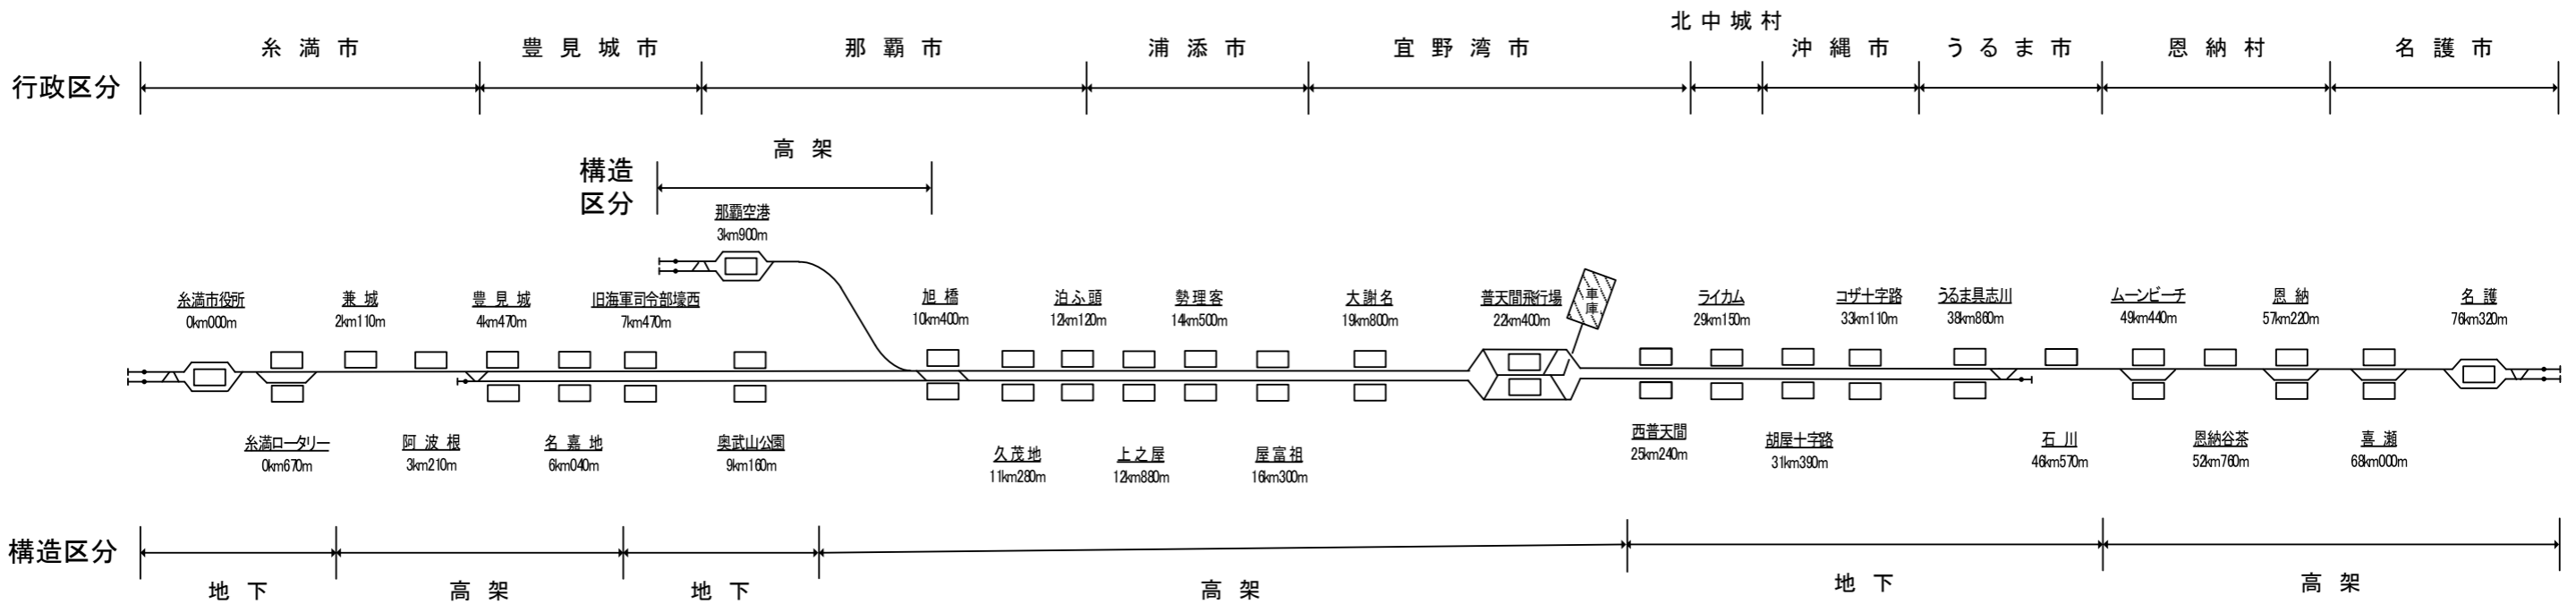 北中城村
糸満市
豊見城市
那覇市
浦添市
宜野湾市
沖縄市
うるま市
恩納村
名護市
行政区分
高架
構造
区分
那覇空港
3km900m
糸満市役所
0km000m
兼城
2km110m
豊見城
4km470m
旧海軍司令部壕西
7km470m
旭橋
10km400m
泊ふ頭
12km120m
勢理客
14km500m
大謝名
19km800m
普天間飛行場
22km400m
車庫
ライカム
29km150m
コザ十字路
33km110m
うるま具志川
38km860m
ムーンビーチ
49km440m
恩納
57km220m
名護
76km320m
糸満ロータリー
0km670m
阿波根
3km210m
名嘉地
6km040m
奥武山公園
9km160m
久茂地
11km280m
上之屋
12km880m
屋富祖
16km300m
西普天間
25km240m
胡屋十字路
31km390m
石川
46km570m
恩納谷茶
52km760m
喜瀬
68km000m
構造区分
地下
高架
地下
高架
地下
高架